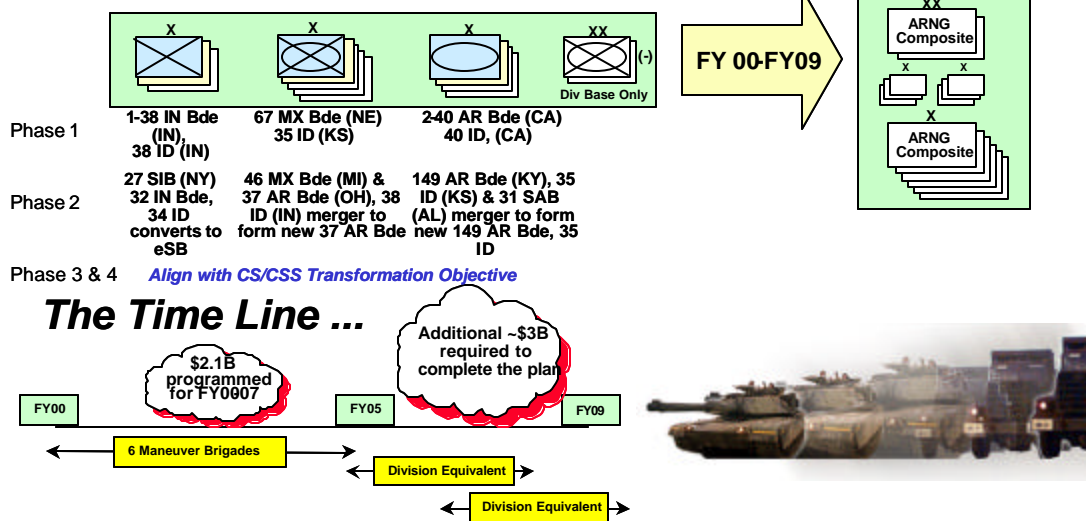 X
X
X
XX
(-)
Div Base Only
FY 00-FY09
XX
ARNG
Composite
X
X
X
ARNG
Composite
Phase 1
1-38 IN Bde
(IN),
38 ID (IN)
67 MX Bde (NE)
35 ID (KS)
2-40 AR Bde (CA)
40 ID, (CA)
Phase 2
27 SIB (NY)
32 IN Bde,
34 ID
converts to
eSB
46 MX Bde (MI) &
37 AR Bde (OH), 38
ID (IN) merger to
form new 37 AR Bde
149 AR Bde (KY), 35
ID (KS) & 31 SAB
(AL) merger to form
new 149 AR Bde, 35
ID
Phase 3 & 4
Align with CS/CSS Transformation Objective
The Time Line ...
$2.1B
programmed
for FY0007
Additional ~$3B
required to
complete the plan
FY00
FY05
FY09
6 Maneuver Brigades
Division Equivalent
Division Equivalent